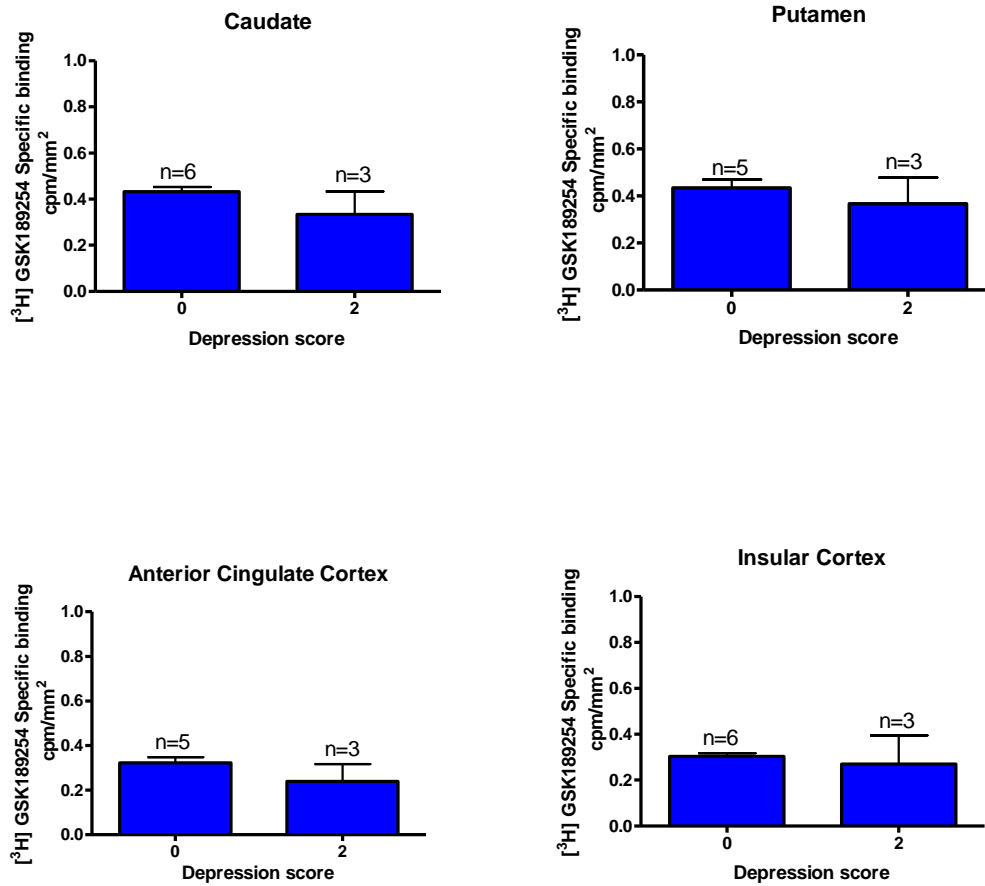 Caudate
[³H] GSK189254 Specific binding
cpm/mm²
1.0
0.8
0.6
0.4
0.2
0.0
n=6
n=3
0
2
Depression score
Putamen
[³H] GSK189254 Specific binding
cpm/mm²
1.0
0.8
0.6
0.4
0.2
0.0
n=5
n=3
0
2
Depression score
Anterior Cingulate Cortex
[³H] GSK189254 Specific binding
cpm/mm²
1.0
0.8
0.6
0.4
0.2
0.0
n=5
n=3
0
2
Depression score
Insular Cortex
[³H] GSK189254 Specific binding
cpm/mm²
1.0
0.8
0.6
0.4
0.2
0.0
n=6
n=3
0
2
Depression score